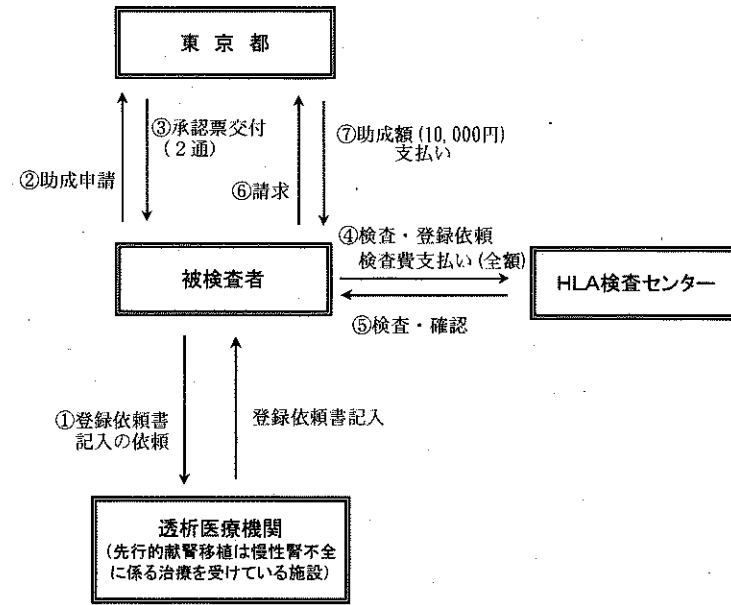 東 京 都
③承認票交付
(2通)
⑦助成額(10,000円)
支払い
②助成申請
⑥請求
④検査・登録依頼
検査費支払い(全額)
被検査者
HLA検査センター
⑤検査・確認
①登録依頼書
記入の依頼
登録依頼書記入
透析医療機関
(先行的献腎移植は慢性腎不全
に係る治療を受けている施設)